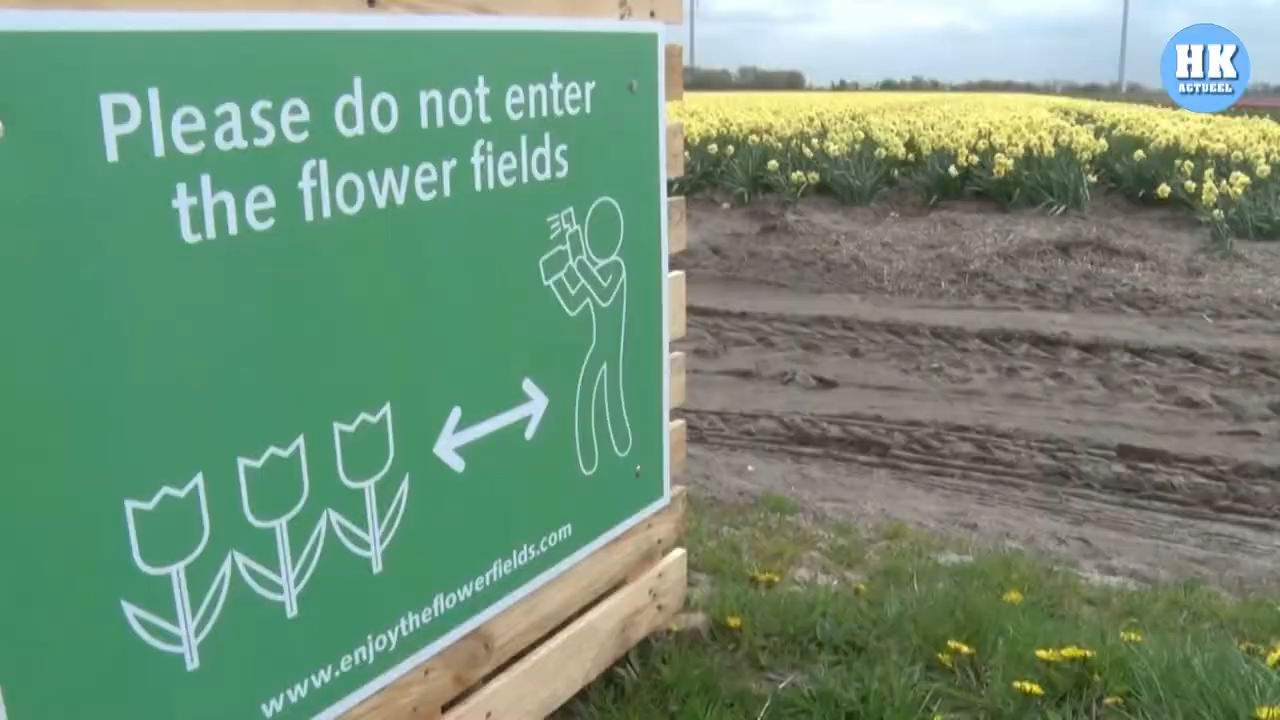 Please do not enter
the flower fields
www.enjoytheflowerfields.com
HK
ACTUEEL